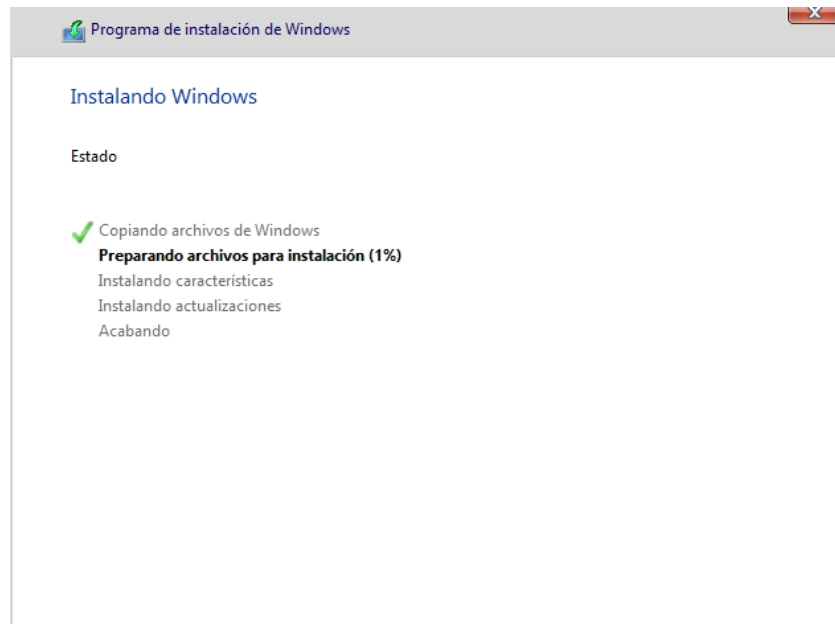 Programa de instalación de Windows
Instalando Windows
Estado
Copiando archivos de Windows
Preparando archivos para instalación (1%)
Instalando características
Instalando actualizaciones
Acabando